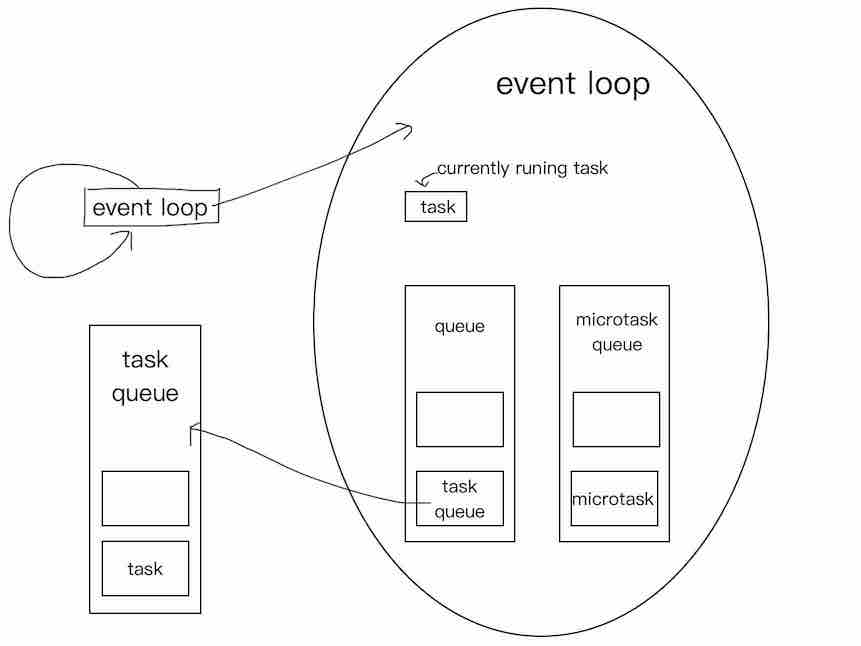 event loop
currently runing task
task
event loop
queue
microtask
queue
task
queue
task
queue
microtask
task